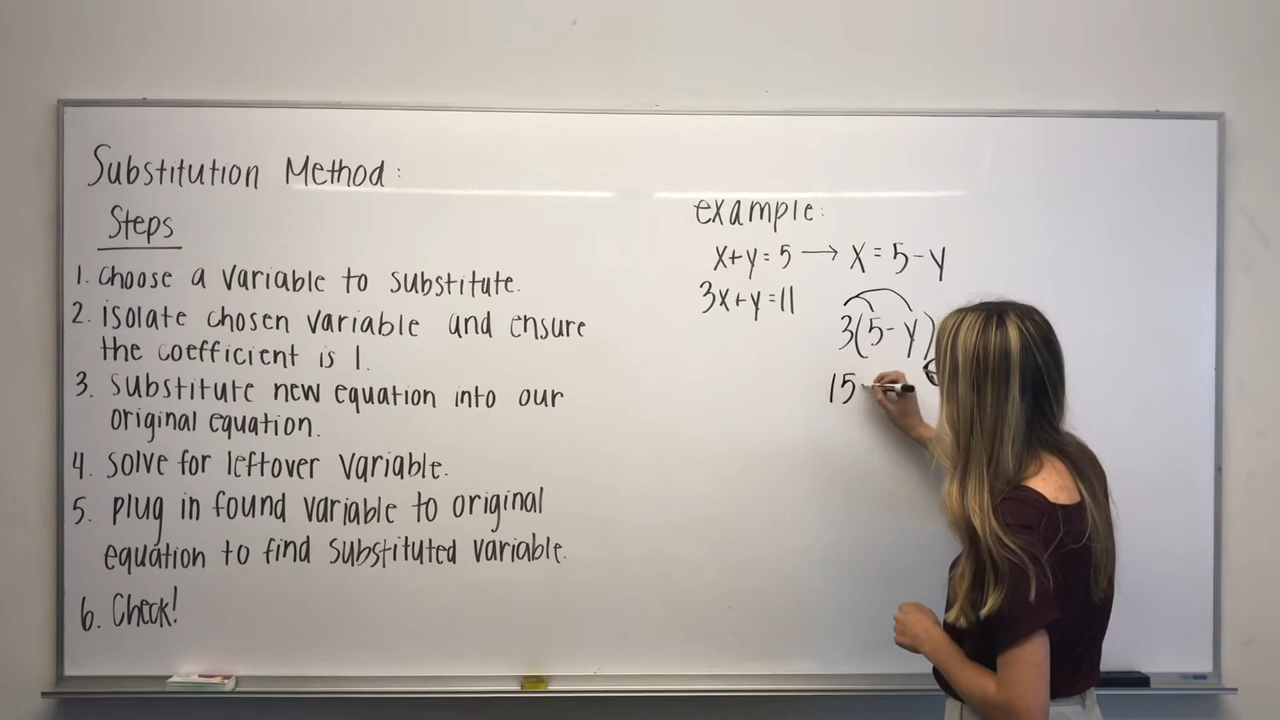 Substitution Method:
Steps
1. choose a variable to substitute.
2. isolate chosen variable and ensure
the coefficient is 1.
3. substitute new equation into our
original equation.
4. solve for leftover variable.
5. plug in found variable to original
equation to find substituted variable.
6. Check!
example:
x+y=5 → x=5-y
3x+y=11
3(5-y)
15